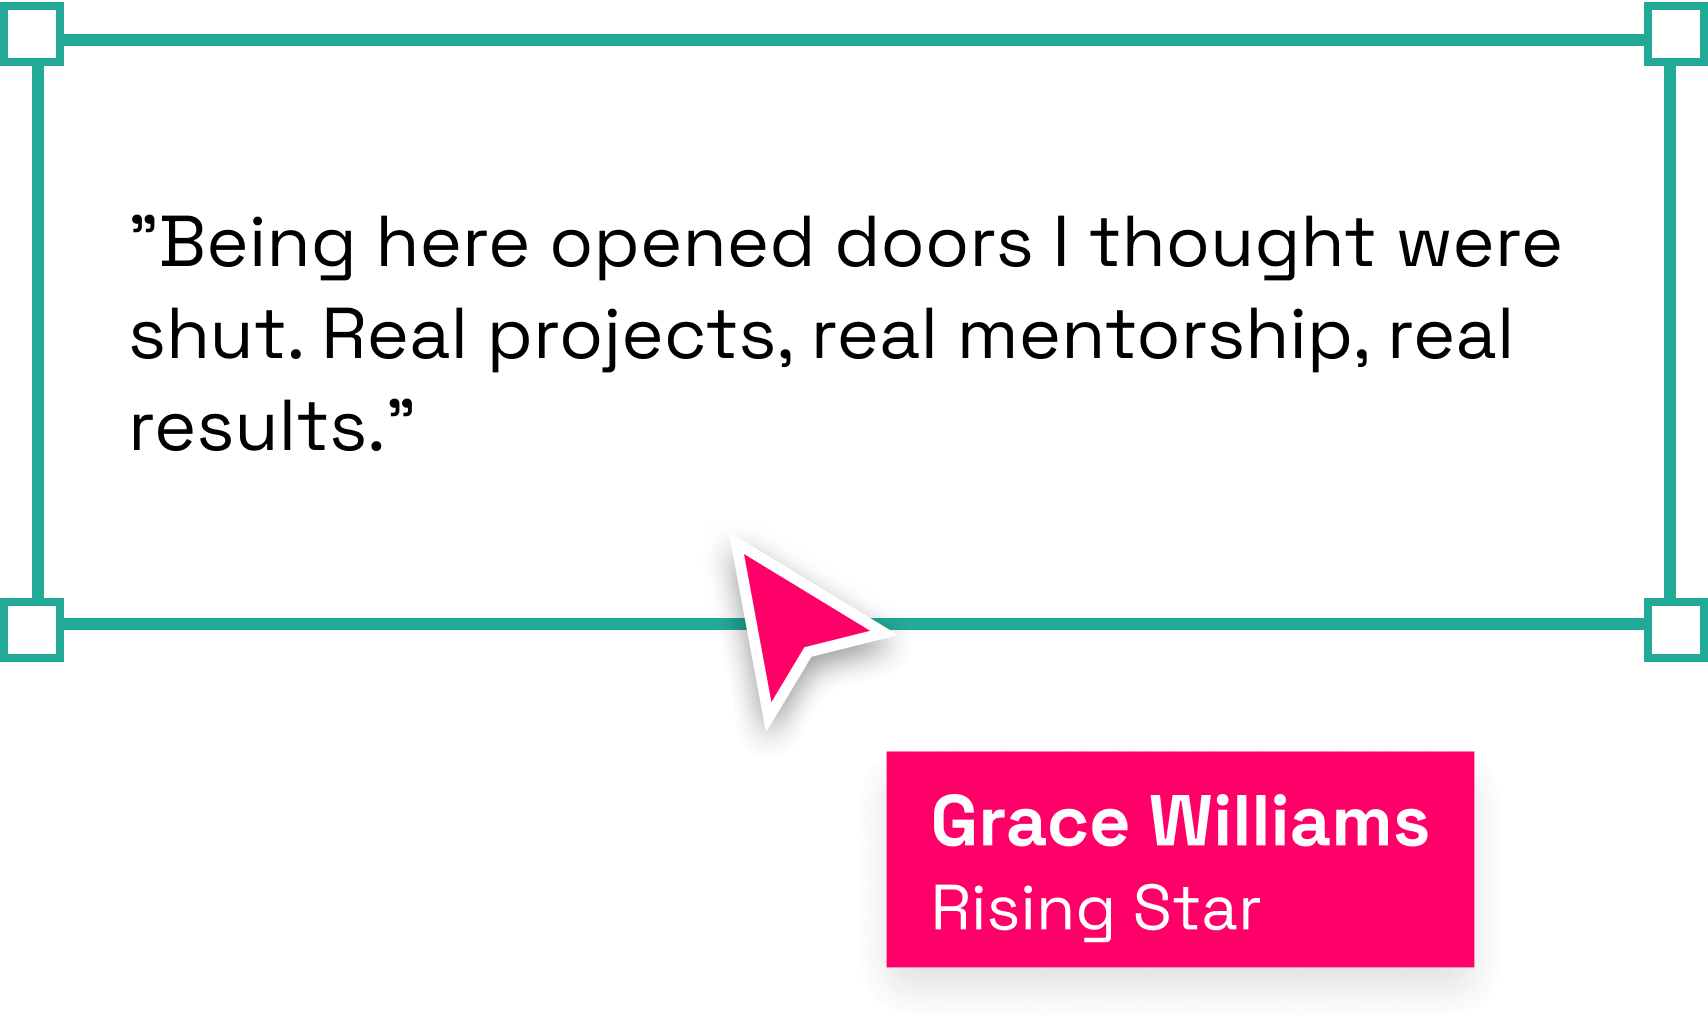 ”Being here opened doors I thought were
shut. Real projects, real mentorship, real
results.”
Grace Williams
Rising Star